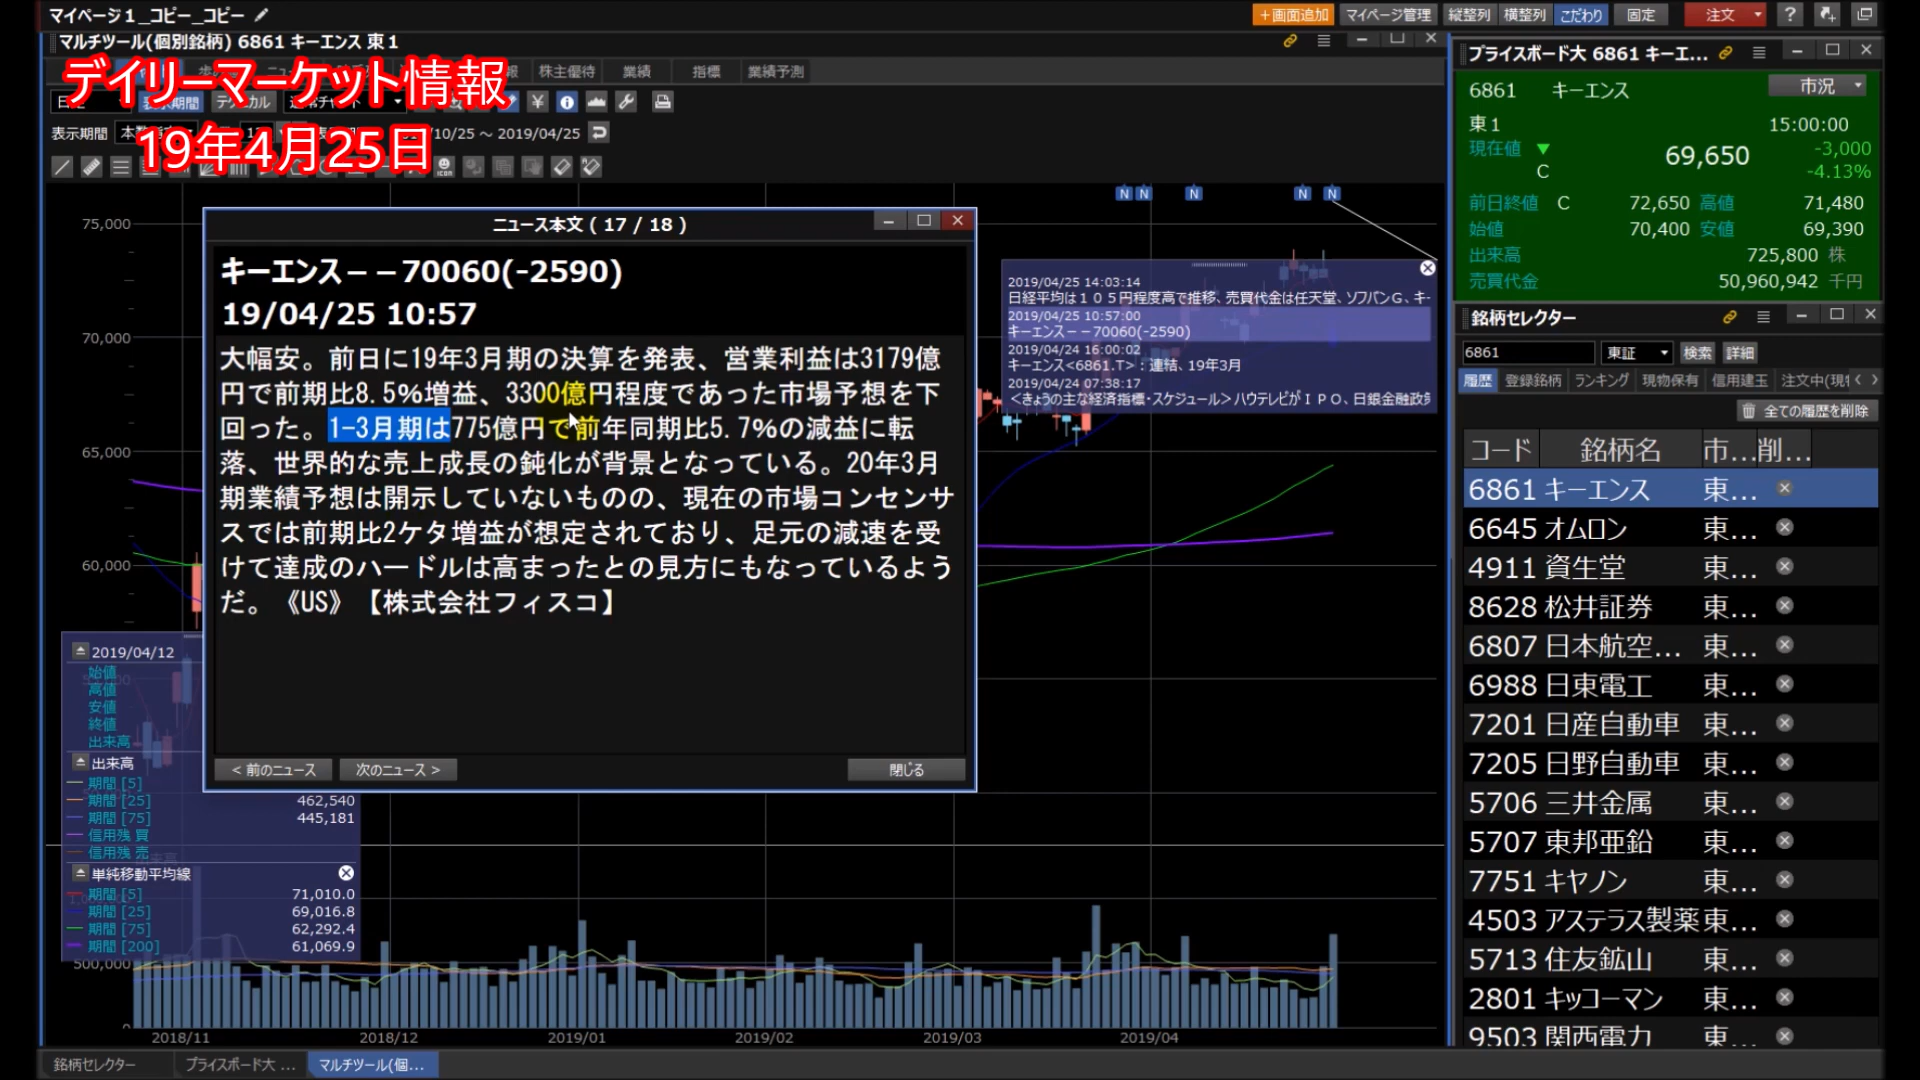 マイページ１_コピー_コピー
＋画面追加 マイページ管理 縦整列 横整列 こだわり 固定 注文 ?
マルチツール(個別銘柄) 6861 キーエンス 東１
デイリーマーケット情報
19年4月25日
株主優待 業績 指標 業績予測
表示期間 テクニカル
¥
表示期間
10/25 ～ 2019/04/25
N N N N N
75,000
70,000
65,000
60,000
500,000
0
ニュース本文 ( 17 / 18 )
キーエンス－－70060(-2590)
19/04/25 10:57
大幅安。前日に19年3月期の決算を発表、営業利益は3179億
円で前期比8.5%増益、3300億円程度であった市場予想を下
回った。1-3月期は775億円で前年同期比5.7%の減益に転
落、世界的な売上成長の鈍化が背景となっている。20年3月
期業績予想は開示していないものの、現在の市場コンセンサ
スでは前期比2ケタ増益が想定されており、足元の減速を受
けて達成のハードルは高まったとの見方にもなっているよう
だ。《US》【株式会社フィスコ】
< 前のニュース 次のニュース > 閉じる
2019/04/25 14:03:14
日経平均は１０５円程度高で推移、売買代金は任天堂、ソフバンＧ、キ-
2019/04/25 10:57:00
キーエンス－－70060(-2590)
2019/04/24 16:00:02
キーエンス<6861.T>：連結、19年3月
2019/04/24 07:38:17
＜きょうの主な経済指標・スケジュール＞ハウテレビがＩＰＯ、日銀金融政
2019/04/12
始値
高値
安値
終値
出来高
出来高
期間 [5]
期間 [25] 462,540
期間 [75] 445,181
信用残 買
信用残 売
単純移動平均線
期間 [5] 71,010.0
期間 [25] 69,016.8
期間 [75] 62,292.4
期間 [200] 61,069.9
2018/11 2018/12 2019/01 2019/02 2019/03 2019/04
銘柄セレクター プライスボード大 ... マルチツール(個...
プライスボード大 6861 キーエ...
6861 キーエンス 市況
東１ 15:00:00
現在値 ▼ 69,650 -3,000
C -4.13%
前日終値 C 72,650 高値 71,480
始値 70,400 安値 69,390
出来高 725,800 株
売買代金 50,960,942 千円
銘柄セレクター
6861 東証 検索 詳細
履歴 登録銘柄 ランキング 現物保有 信用建玉 注文中(現
全ての履歴を削除
コード 銘柄名 市... 削...
6861 キーエンス 東...
6645 オムロン 東...
4911 資生堂 東...
8628 松井証券 東...
6807 日本航空... 東...
6988 日東電工 東...
7201 日産自動車 東...
7205 日野自動車 東...
5706 三井金属 東...
5707 東邦亜鉛 東...
7751 キヤノン 東...
4503 アステラス製薬 東...
5713 住友鉱山 東...
2801 キッコーマン 東...
9503 関西電力 東...